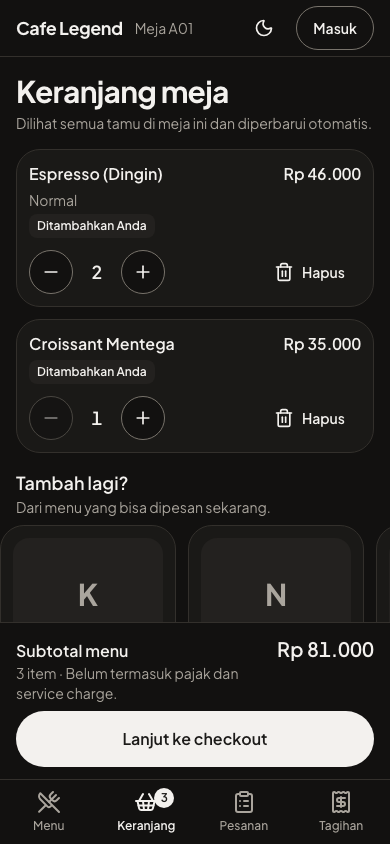 Cafe Legend Meja A01 Masuk
Keranjang meja
Dilihat semua tamu di meja ini dan diperbarui otomatis.
Espresso (Dingin) Rp 46.000
Normal
Ditambahkan Anda
2 Hapus
Croissant Mentega Rp 35.000
Ditambahkan Anda
1 Hapus
Tambah lagi?
Dari menu yang bisa dipesan sekarang.
K N
Subtotal menu Rp 81.000
3 item · Belum termasuk pajak dan
service charge.
Lanjut ke checkout
3
Menu Keranjang Pesanan Tagihan